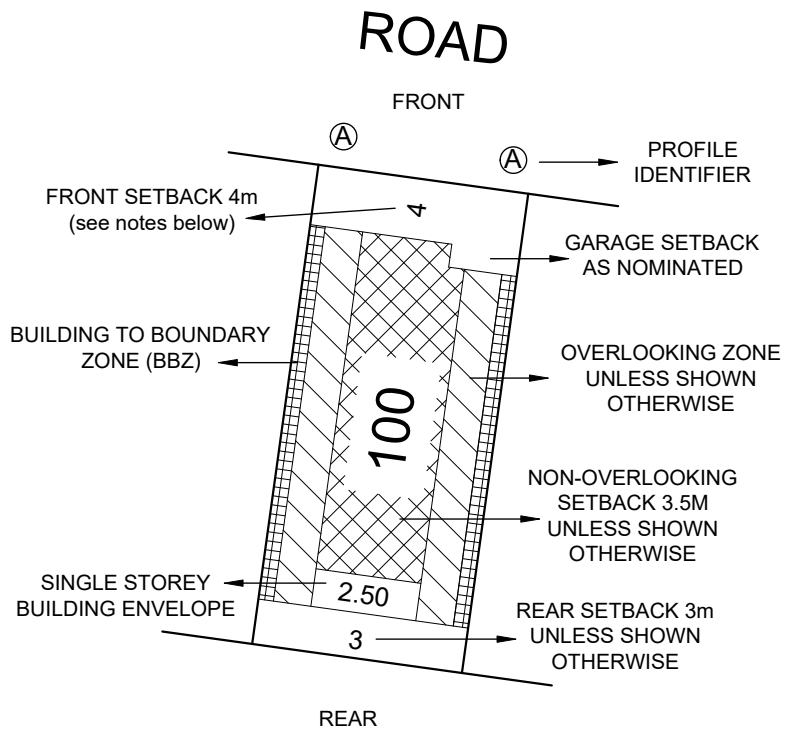 ROAD
FRONT
A
A
PROFILE
IDENTIFIER
FRONT SETBACK 4m
(see notes below)
4
GARAGE SETBACK
AS NOMINATED
BUILDING TO BOUNDARY
ZONE (BBZ)
OVERLOOKING ZONE
UNLESS SHOWN
OTHERWISE
100
NON-OVERLOOKING
SETBACK 3.5M
UNLESS SHOWN
OTHERWISE
SINGLE STOREY
BUILDING ENVELOPE
2.50
REAR SETBACK 3m
UNLESS SHOWN
OTHERWISE
3
REAR